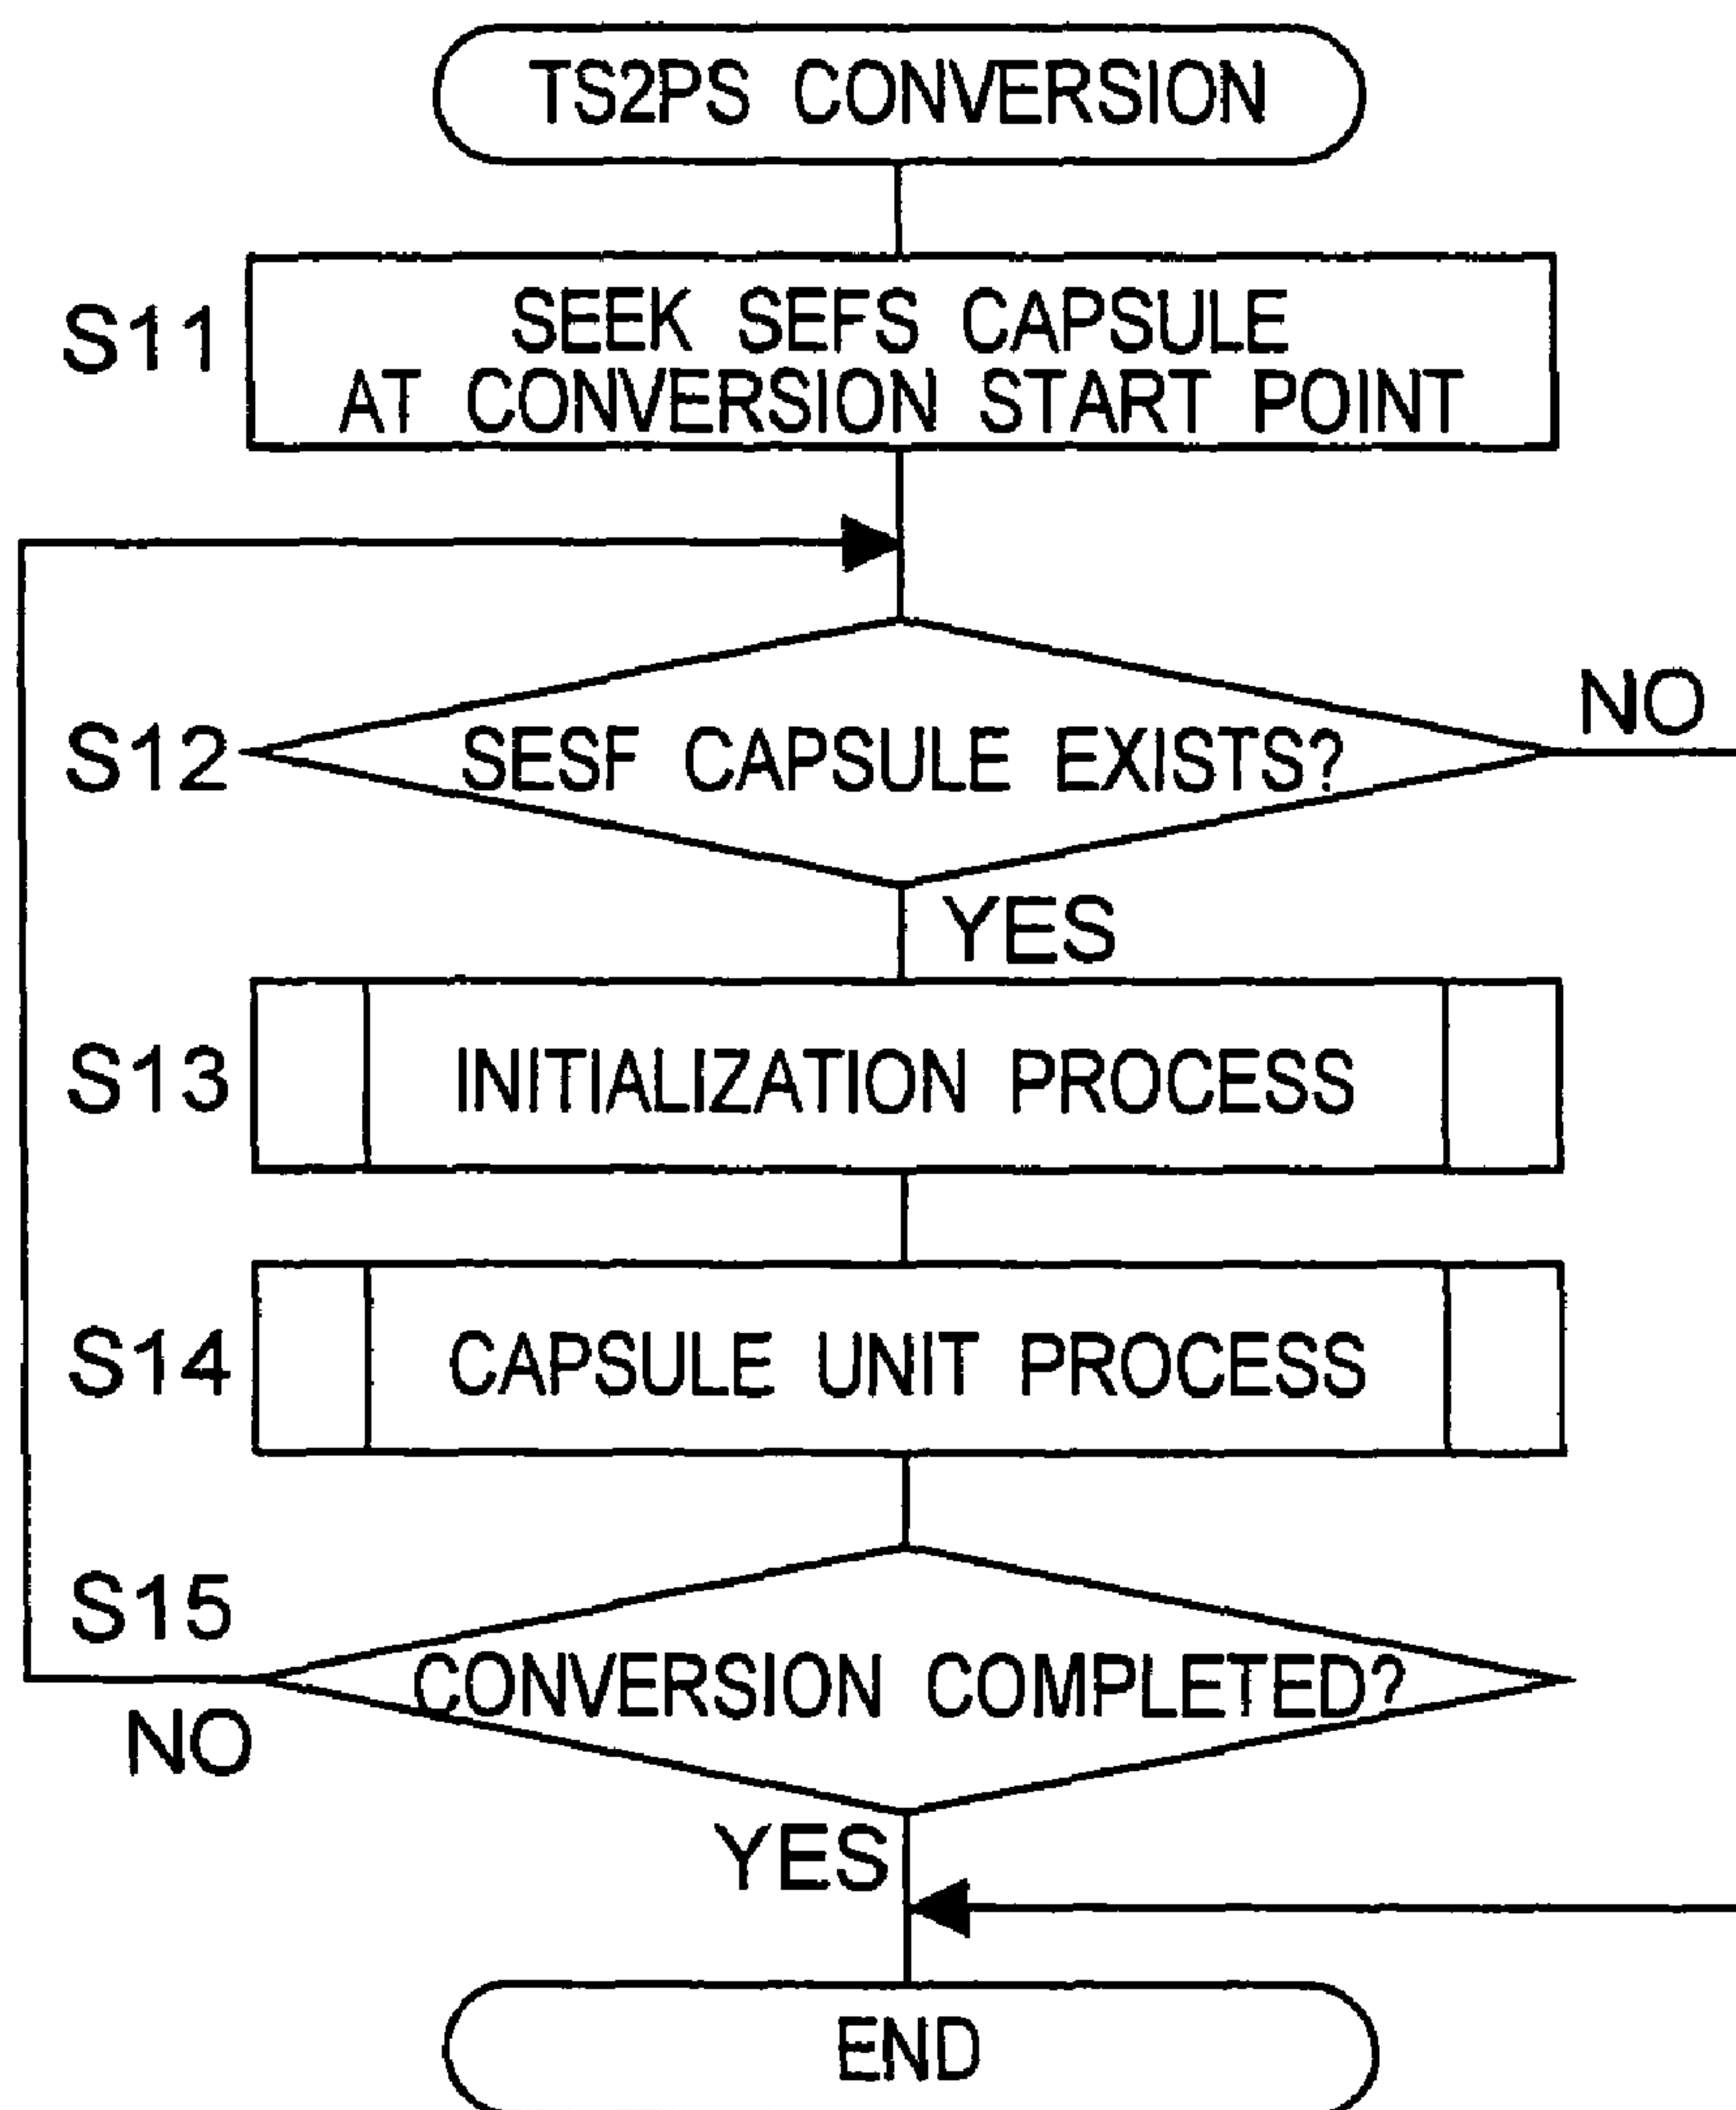 TS2PS CONVERSION
S11
SEEK SEFS CAPSULE
AT CONVERSION START POINT
S12
SESF CAPSULE EXISTS?
NO
YES
S13
INITIALIZATION PROCESS
S14
CAPSULE UNIT PROCESS
S15
CONVERSION COMPLETED?
NO
YES
END